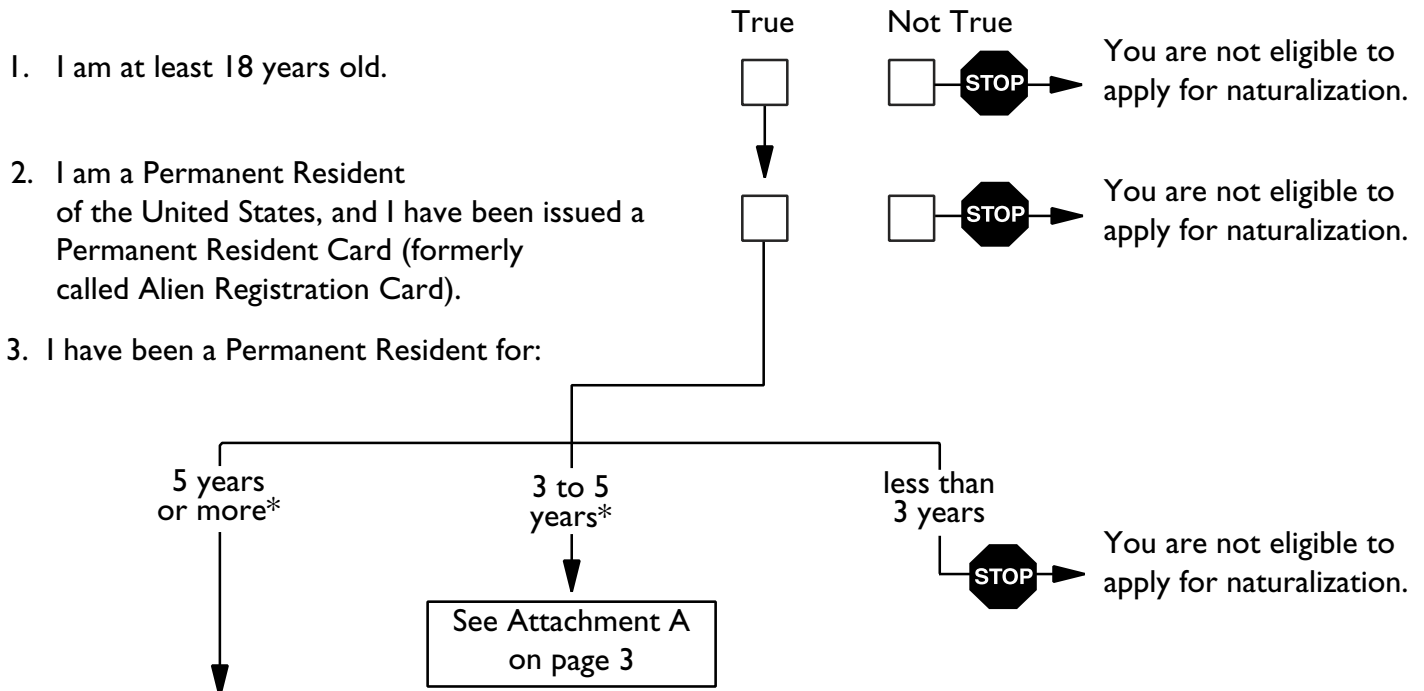 True Not True
1. I am at least 18 years old.
STOP
You are not eligible to
apply for naturalization.
2. I am a Permanent Resident
of the United States, and I have been issued a
Permanent Resident Card (formerly
called Alien Registration Card).
STOP
You are not eligible to
apply for naturalization.
3. I have been a Permanent Resident for:
5 years
or more*
3 to 5
years*
See Attachment A
on page 3
less than
3 years
STOP
You are not eligible to
apply for naturalization.